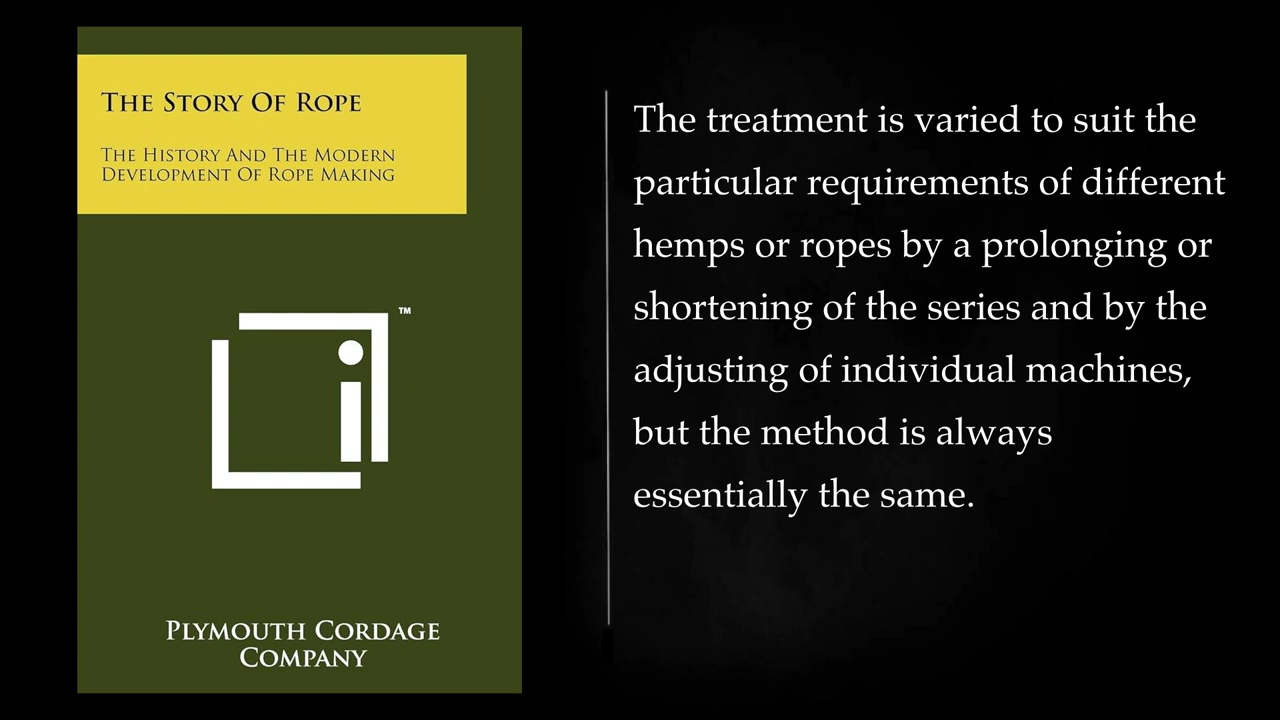 The Story Of Rope
The History And The Modern
Development Of Rope Making
TM
Plymouth Cordage
Company
The treatment is varied to suit the
particular requirements of different
hemps or ropes by a prolonging or
shortening of the series and by the
adjusting of individual machines,
but the method is always
essentially the same.